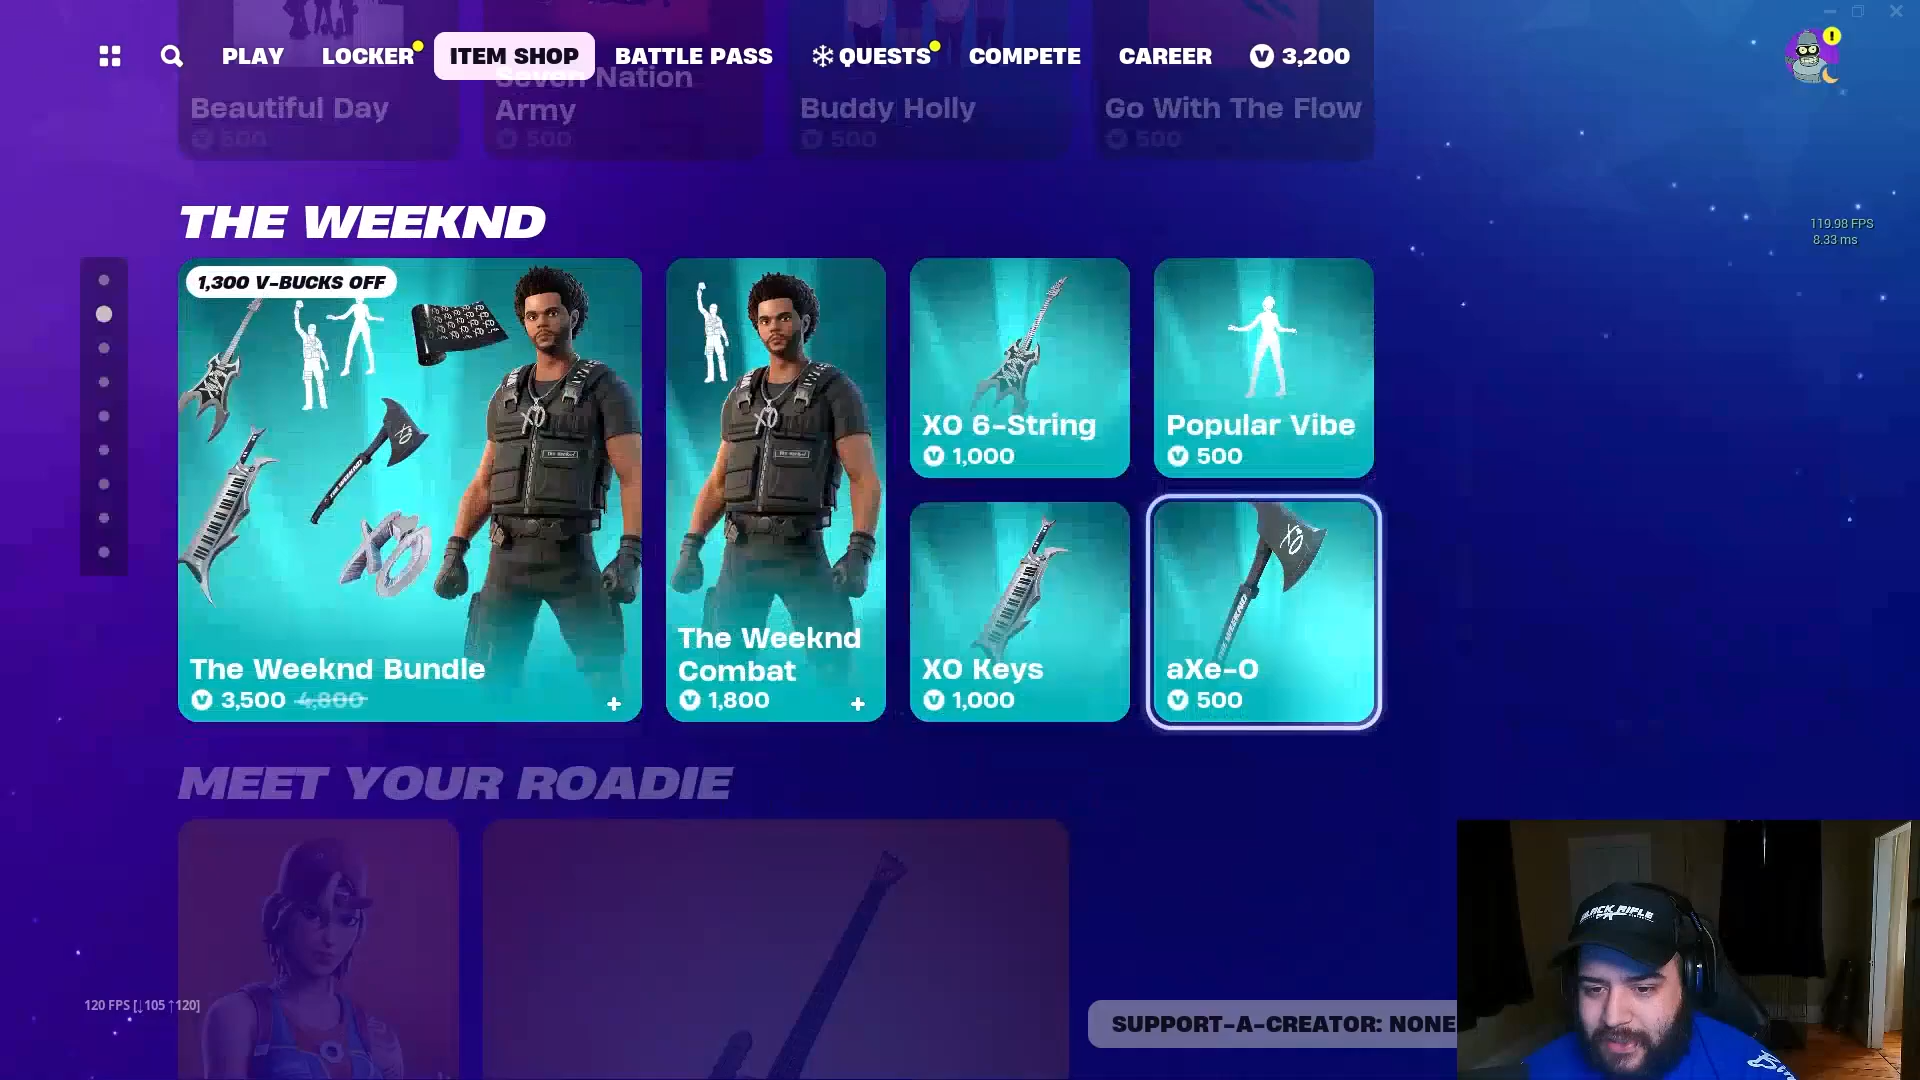 PLAY LOCKER ITEM SHOP BATTLE PASS QUESTS COMPETE CAREER 3,200
Beautiful Day
500
Seven Nation
Army
500
Buddy Holly
500
Go With The Flow
500
THE WEEKND
119.98 FPS
8.33 ms
1,300 V-BUCKS OFF
The Weeknd Bundle
3,500 4,800
The Weeknd
Combat
1,800
XO 6-String
1,000
Popular Vibe
500
XO Keys
1,000
aXe-O
500
MEET YOUR ROADIE
120 FPS [↓105 ↑120]
SUPPORT-A-CREATOR: NONE
BLACK RIFLE